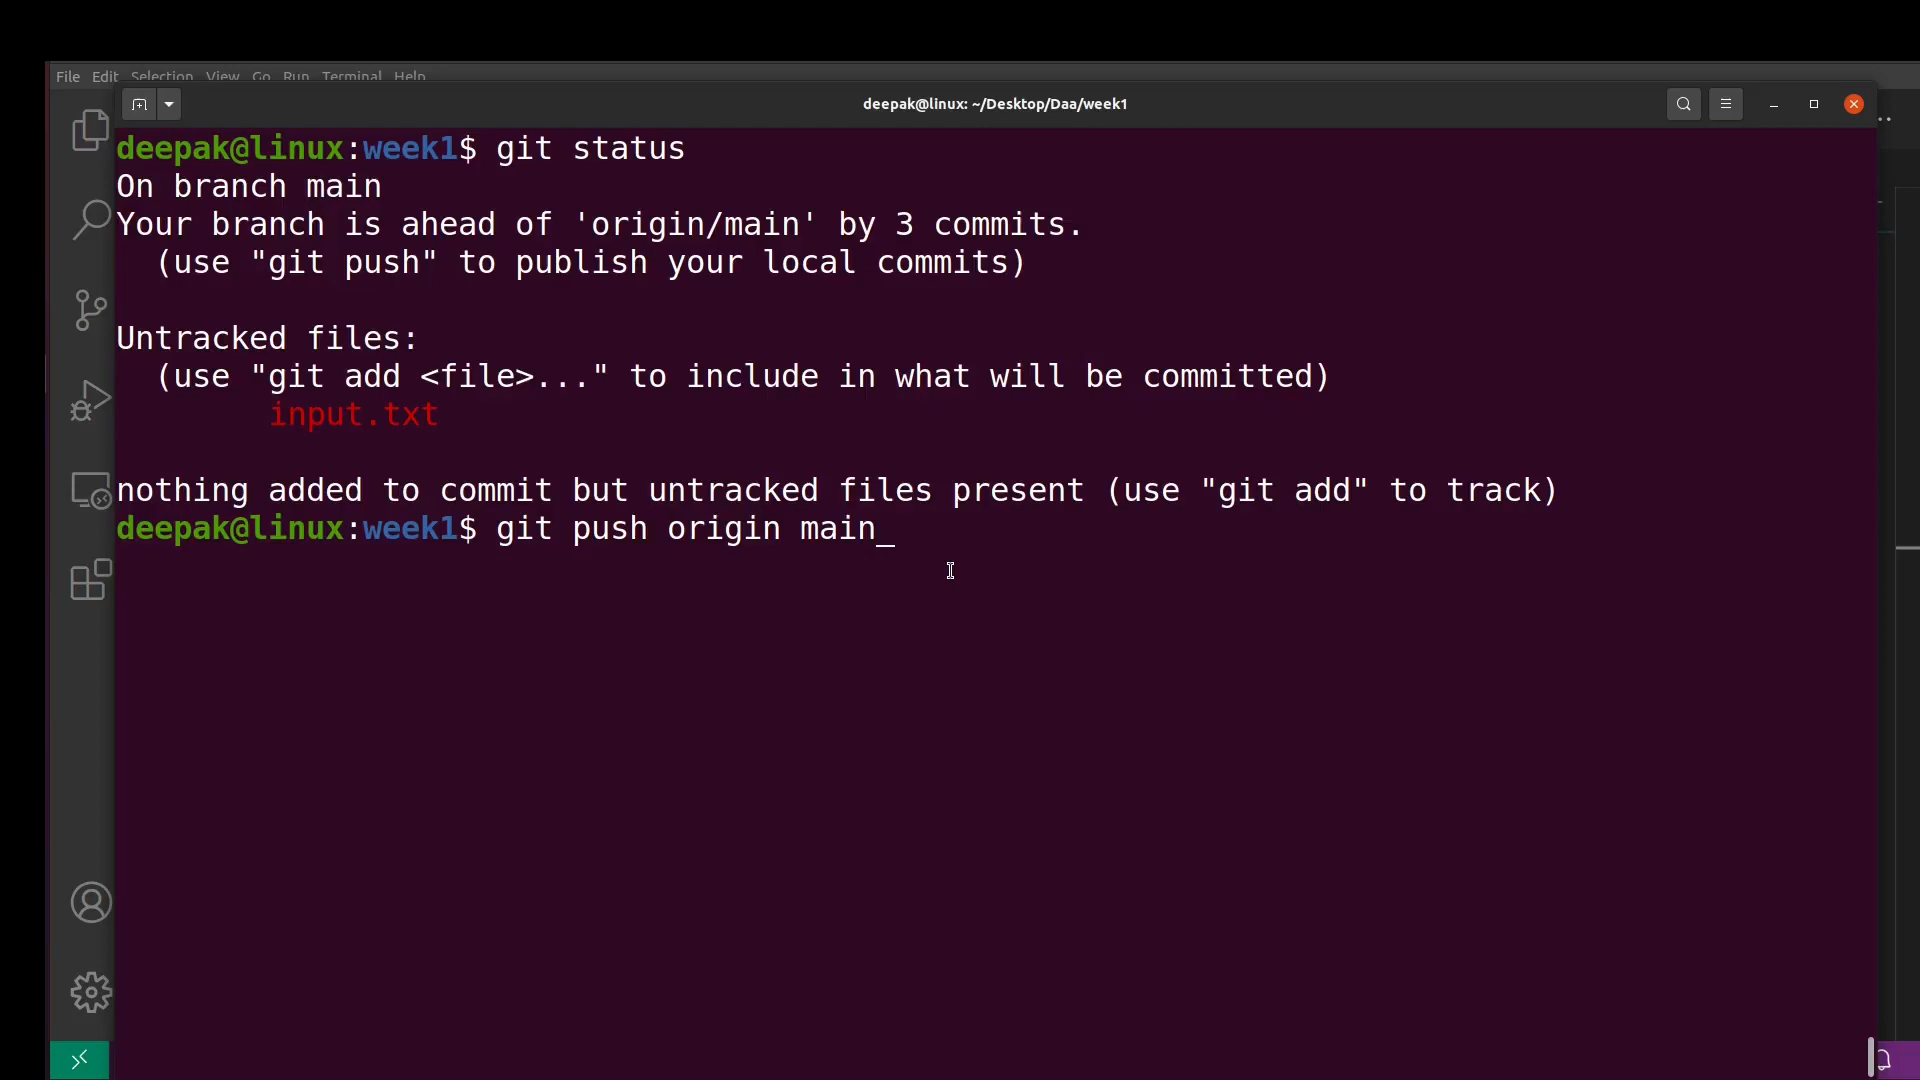 File Edit Selection View Go Run Terminal Help
deepak@linux: ~/Desktop/Daa/week1
deepak@linux:week1$ git status
On branch main
Your branch is ahead of 'origin/main' by 3 commits.
  (use "git push" to publish your local commits)

Untracked files:
  (use "git add <file>..." to include in what will be committed)
        input.txt

nothing added to commit but untracked files present (use "git add" to track)
deepak@linux:week1$ git push origin main_